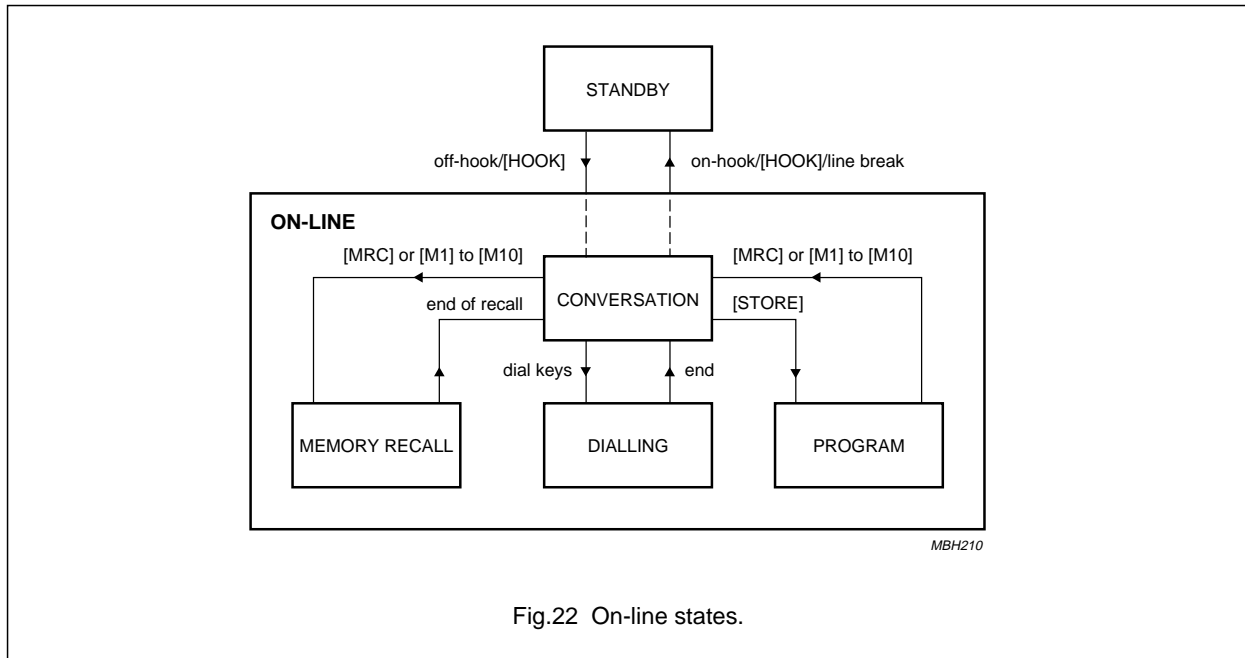 STANDBY
off-hook/[HOOK]
on-hook/[HOOK]/line break
ON-LINE
[MRC] or [M1] to [M10]
[MRC] or [M1] to [M10]
end of recall
CONVERSATION
[STORE]
dial keys
end
MEMORY RECALL
DIALLING
PROGRAM
MBH210
Fig.22 On-line states.